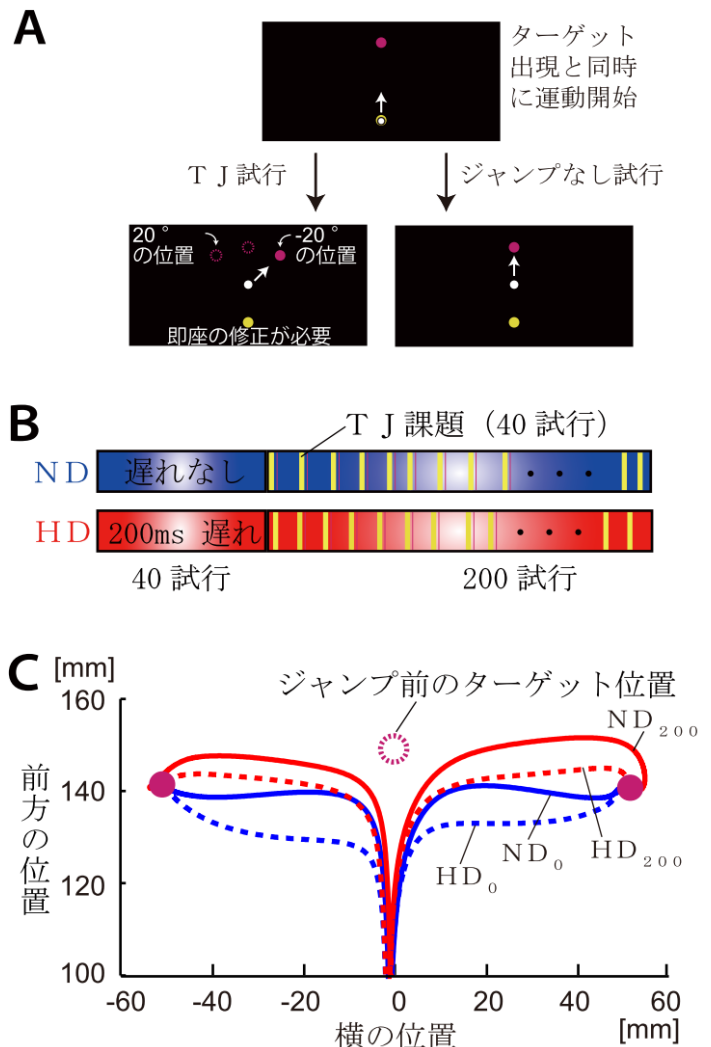 A
ターゲット
出現と同時
に運動開始
ＴＪ試行
ジャンプなし試行
20°
の位置
-20°
の位置
即座の修正が必要
B
ＴＪ課題（40 試行）
ＮＤ
遅れなし
ＨＤ
200ms 遅れ
40 試行
200 試行
C
[mm]
ジャンプ前のターゲット位置
160
140
120
100
前方の位置
ＮＤ200
ＨＤ200
ＮＤ0
ＨＤ0
-60 -40 -20 0 20 40 60
横の位置
[mm]